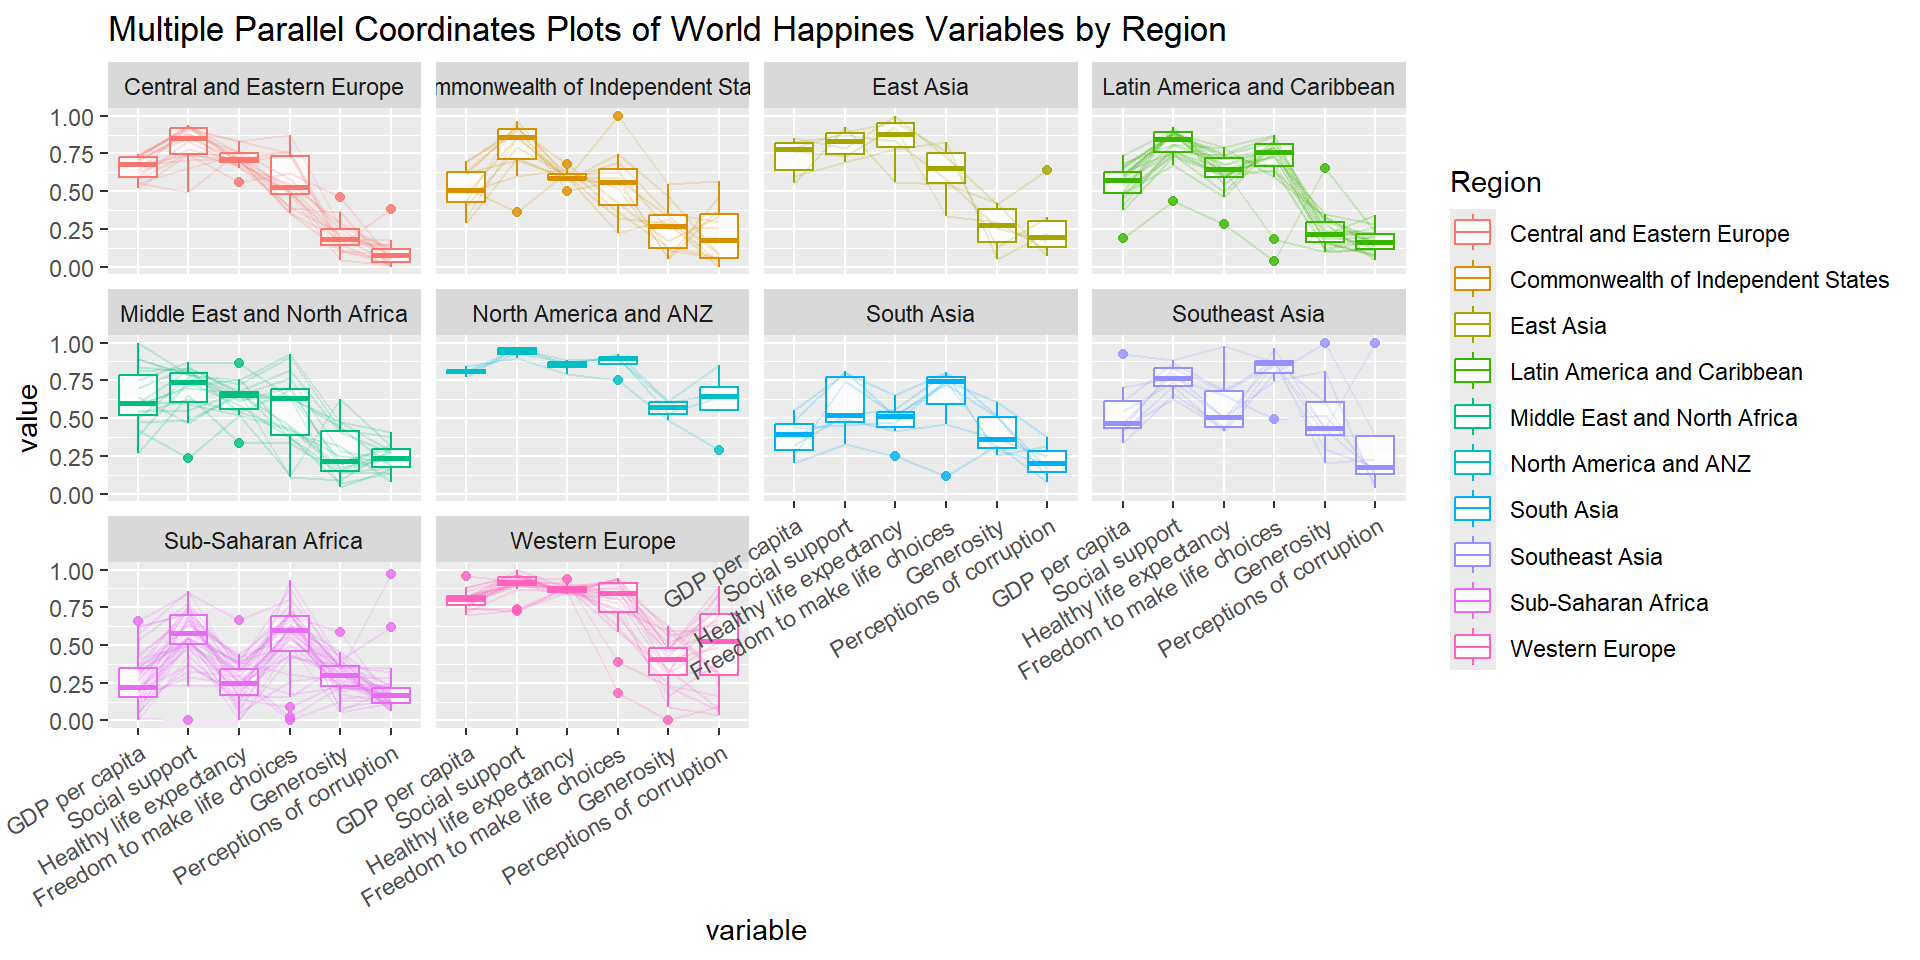 Multiple Parallel Coordinates Plots of World Happines Variables by Region
Central and Eastern Europe
mmonwealth of Independent Sta
East Asia
Latin America and Caribbean
1.00
0.75
0.50
0.25
0.00
Middle East and North Africa
North America and ANZ
South Asia
Southeast Asia
1.00
0.75
0.50
0.25
0.00
Sub-Saharan Africa
Western Europe
1.00
0.75
0.50
0.25
0.00
GDP per capita
Social support
Healthy life expectancy
Freedom to make life choices
Generosity
Perceptions of corruption
GDP per capita
Social support
Healthy life expectancy
Freedom to make life choices
Generosity
Perceptions of corruption
GDP per capita
Social support
Healthy life expectancy
Freedom to make life choices
Generosity
Perceptions of corruption
GDP per capita
Social support
Healthy life expectancy
Freedom to make life choices
Generosity
Perceptions of corruption
value
variable
Region
Central and Eastern Europe
Commonwealth of Independent States
East Asia
Latin America and Caribbean
Middle East and North Africa
North America and ANZ
South Asia
Southeast Asia
Sub-Saharan Africa
Western Europe